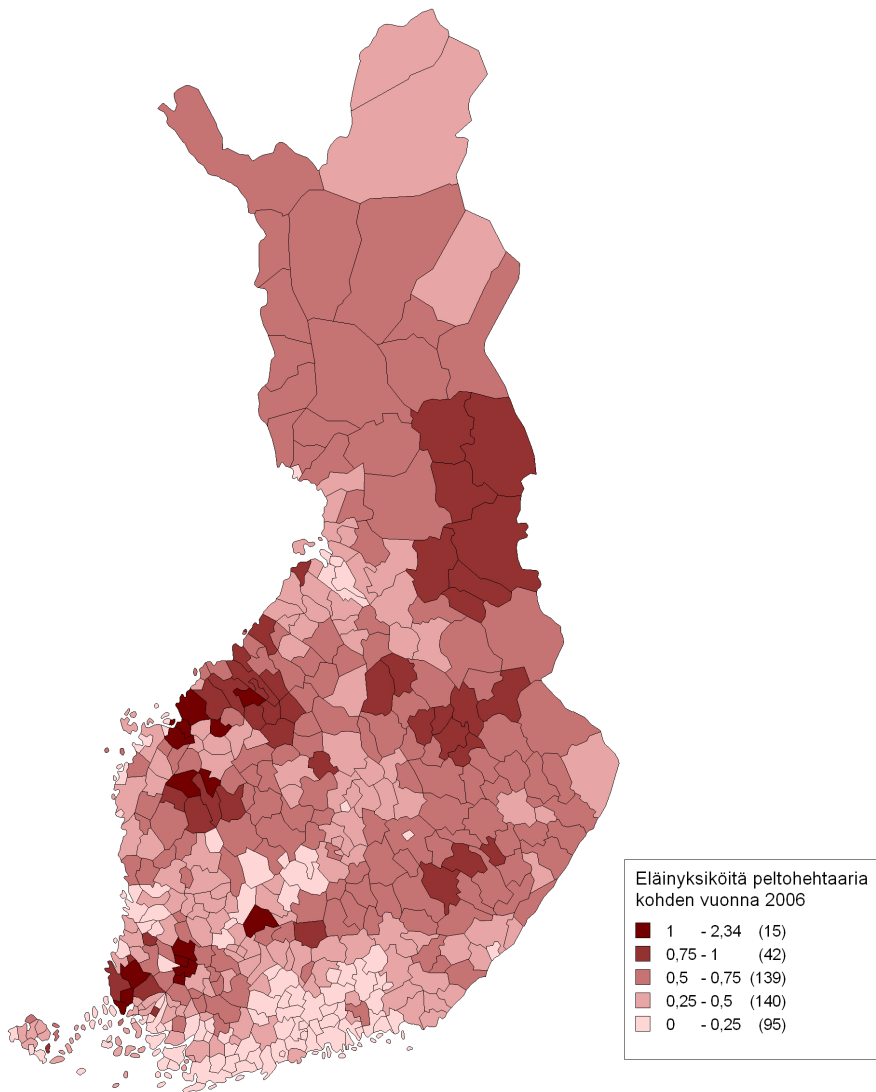 Eläinyksiköitä peltohehtaaria
kohden vuonna 2006
1 - 2,34 (15)
0,75 - 1 (42)
0,5 - 0,75 (139)
0,25 - 0,5 (140)
0 - 0,25 (95)